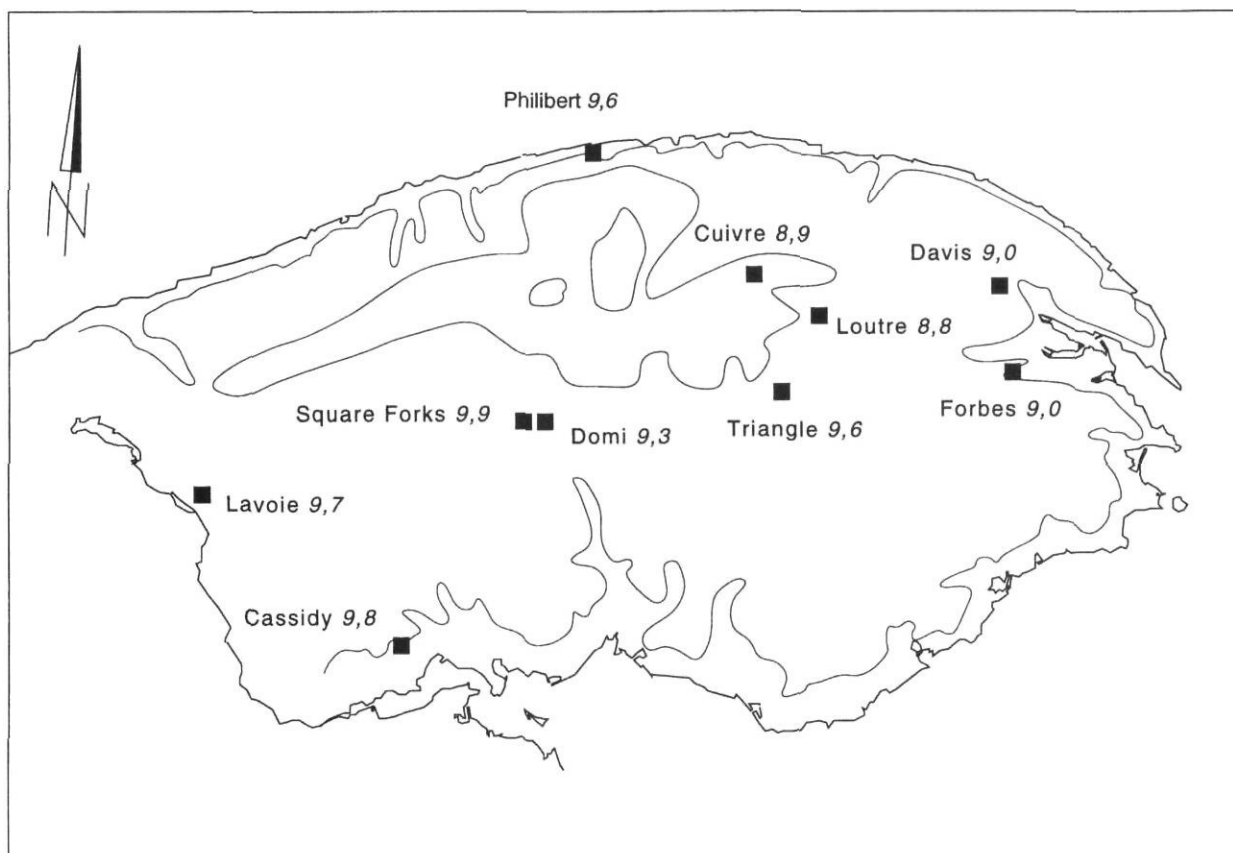 N
Philibert 9,6
Cuivre 8,9
Davis 9,0
Loutre 8,8
Square Forks 9,9
Domi 9,3
Triangle 9,6
Forbes 9,0
Lavoie 9,7
Cassidy 9,8